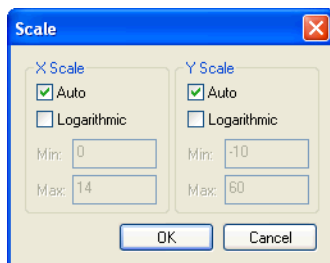 Scale
X Scale
Auto
Logarithmic
Min: 0
Max: 14
Y Scale
Auto
Logarithmic
Min: -10
Max: 60
OK
Cancel